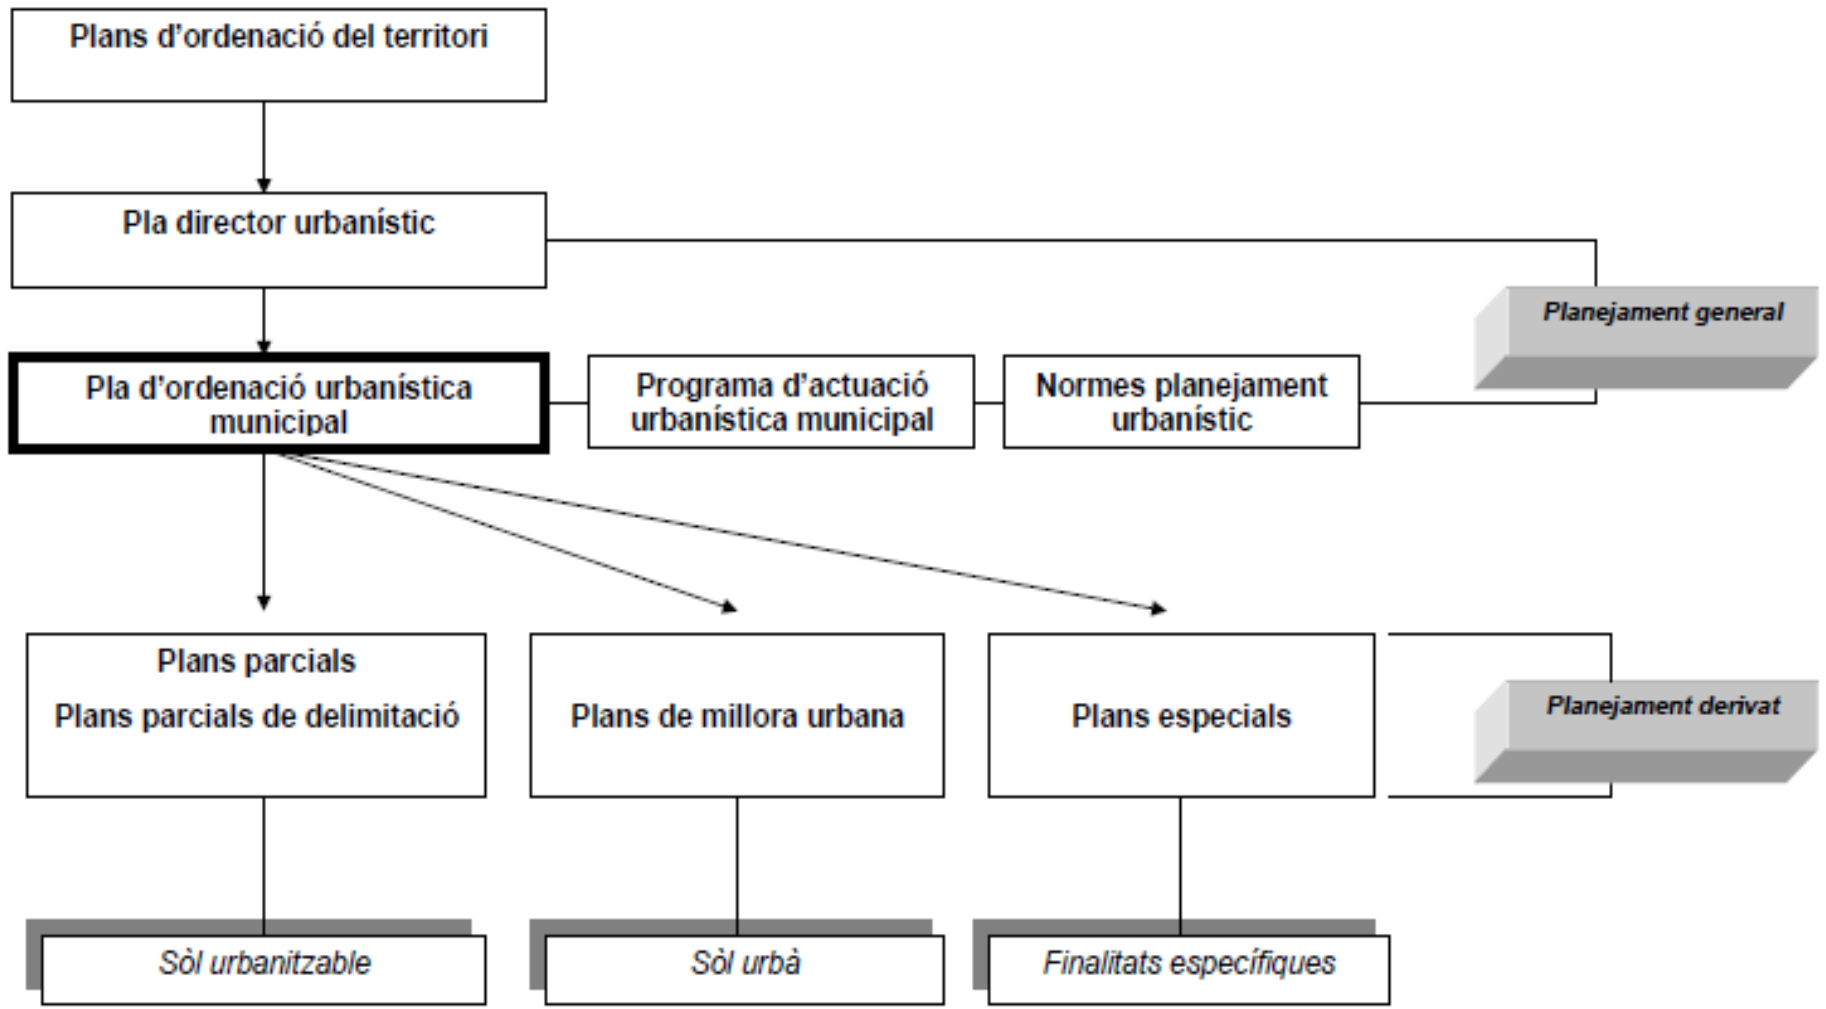 Plans d'ordenació del territori
Pla director urbanístic
Planejament general
Pla d'ordenació urbanística
municipal
Programa d'actuació
urbanística municipal
Normes planejament
urbanístic
Plans parcials
Plans parcials de delimitació
Plans de millora urbana
Plans especials
Planejament derivat
Sòl urbanitzable
Sòl urbà
Finalitats específiques